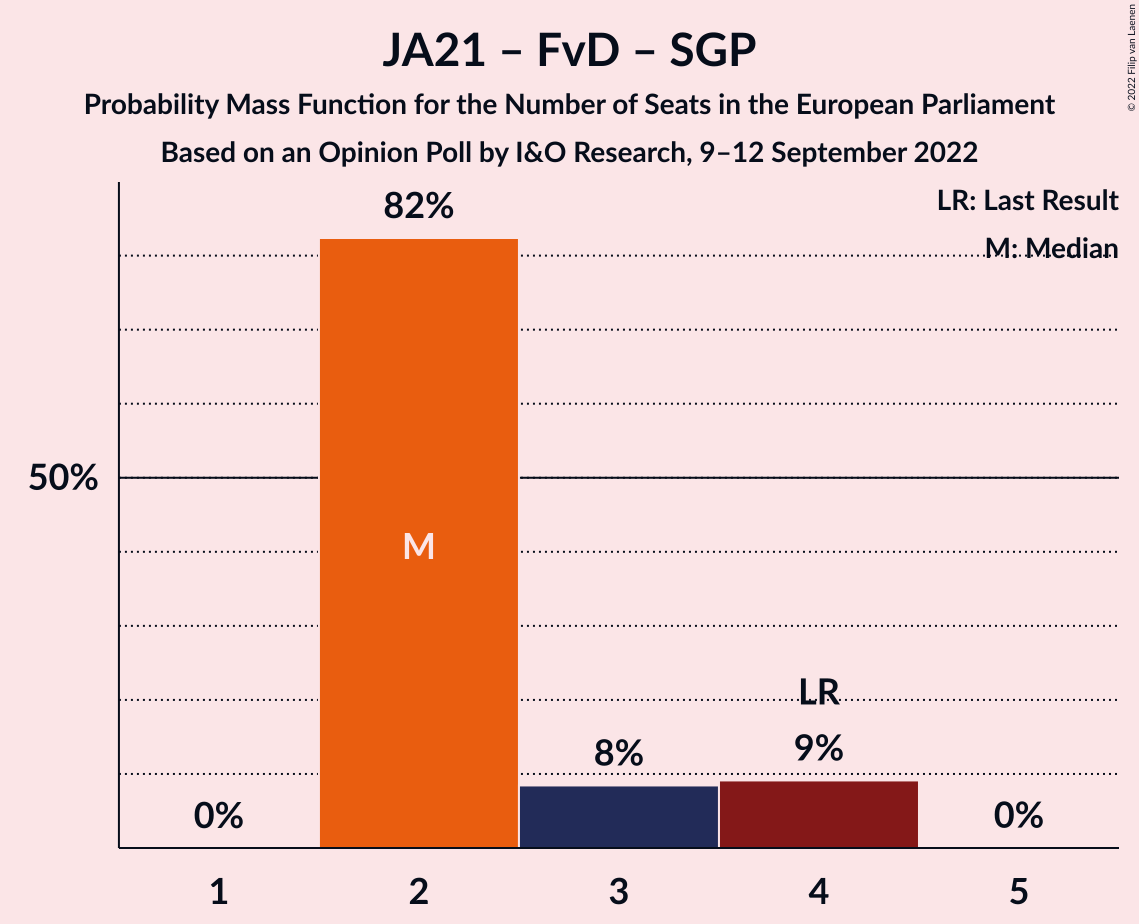 JA21 – FvD – SGP
Probability Mass Function for the Number of Seats in the European Parliament
Based on an Opinion Poll by I&O Research, 9–12 September 2022
© 2022 Filip van Laenen
LR: Last Result
M: Median
82%
50%
M
LR
9%
8%
0%
0%
1
2
3
4
5